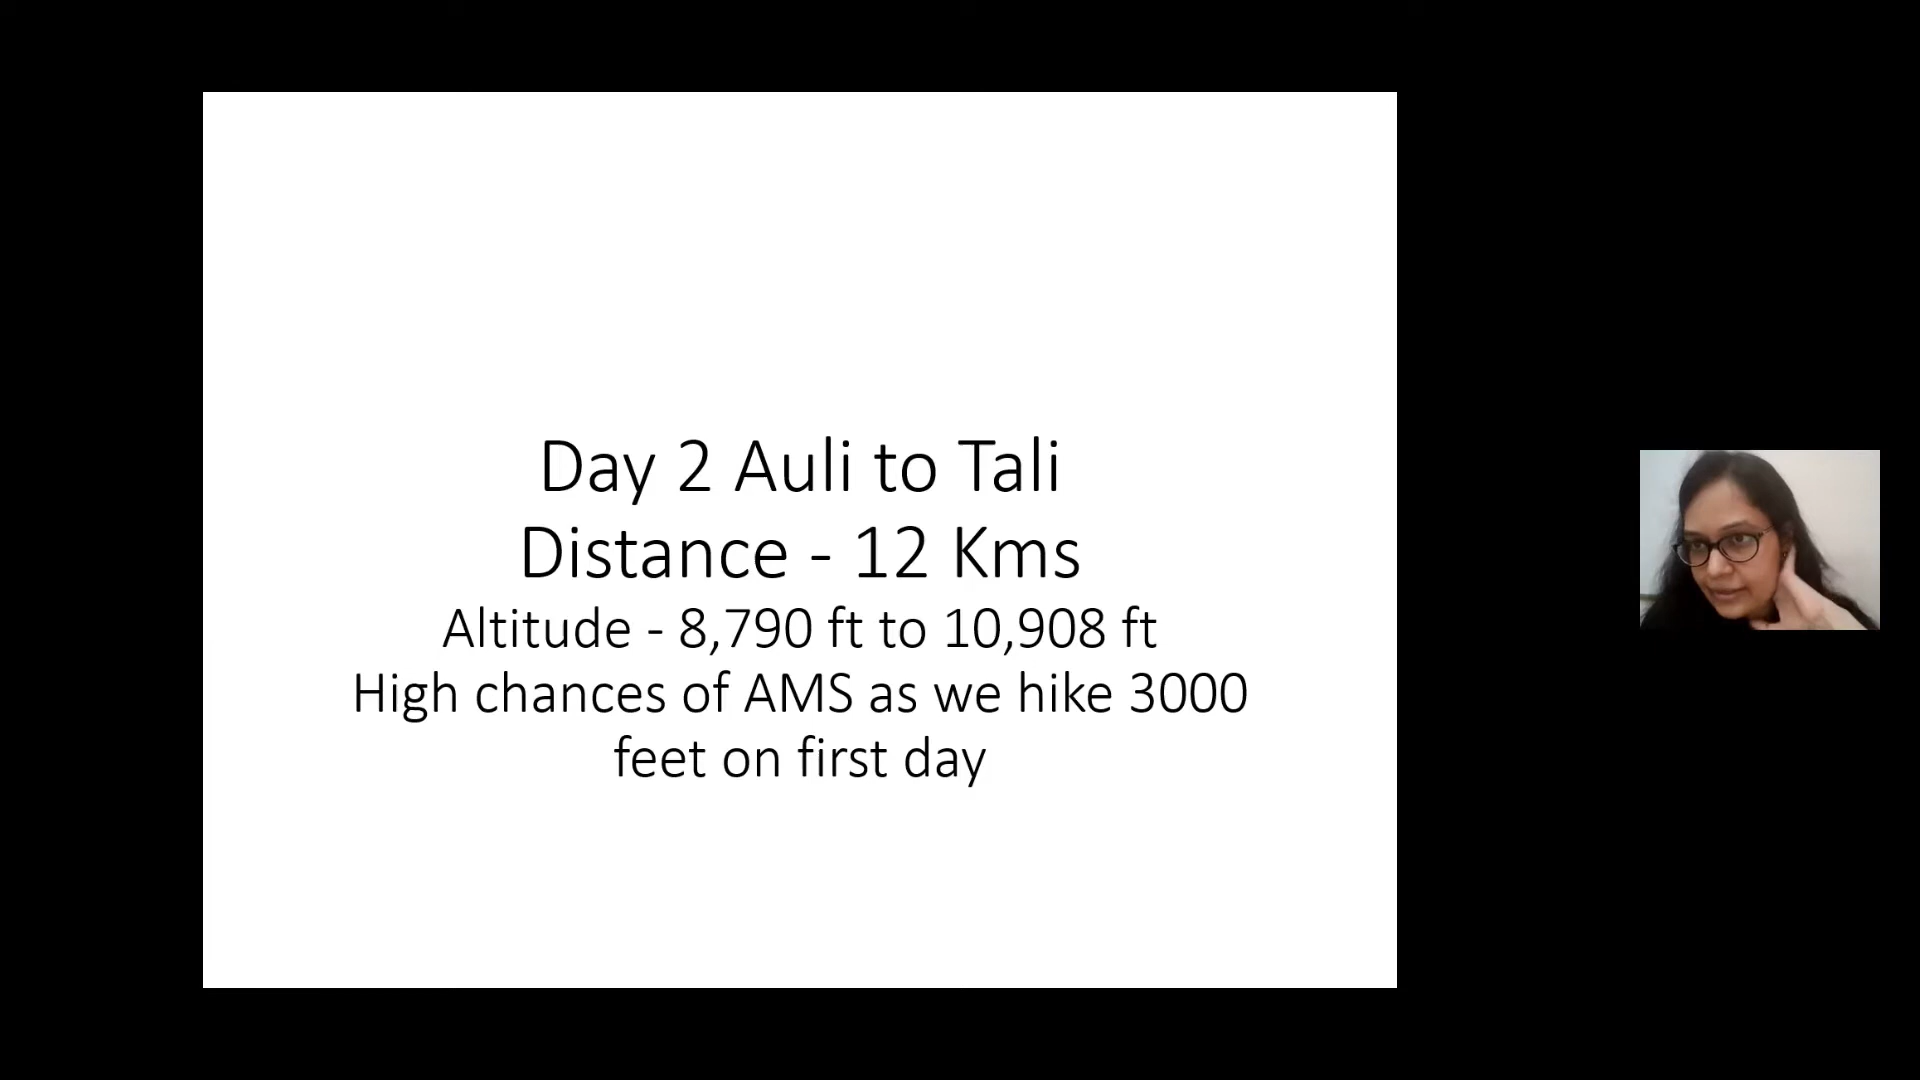 Day 2 Auli to Tali
Distance - 12 Kms
Altitude - 8,790 ft to 10,908 ft
High chances of AMS as we hike 3000
feet on first day